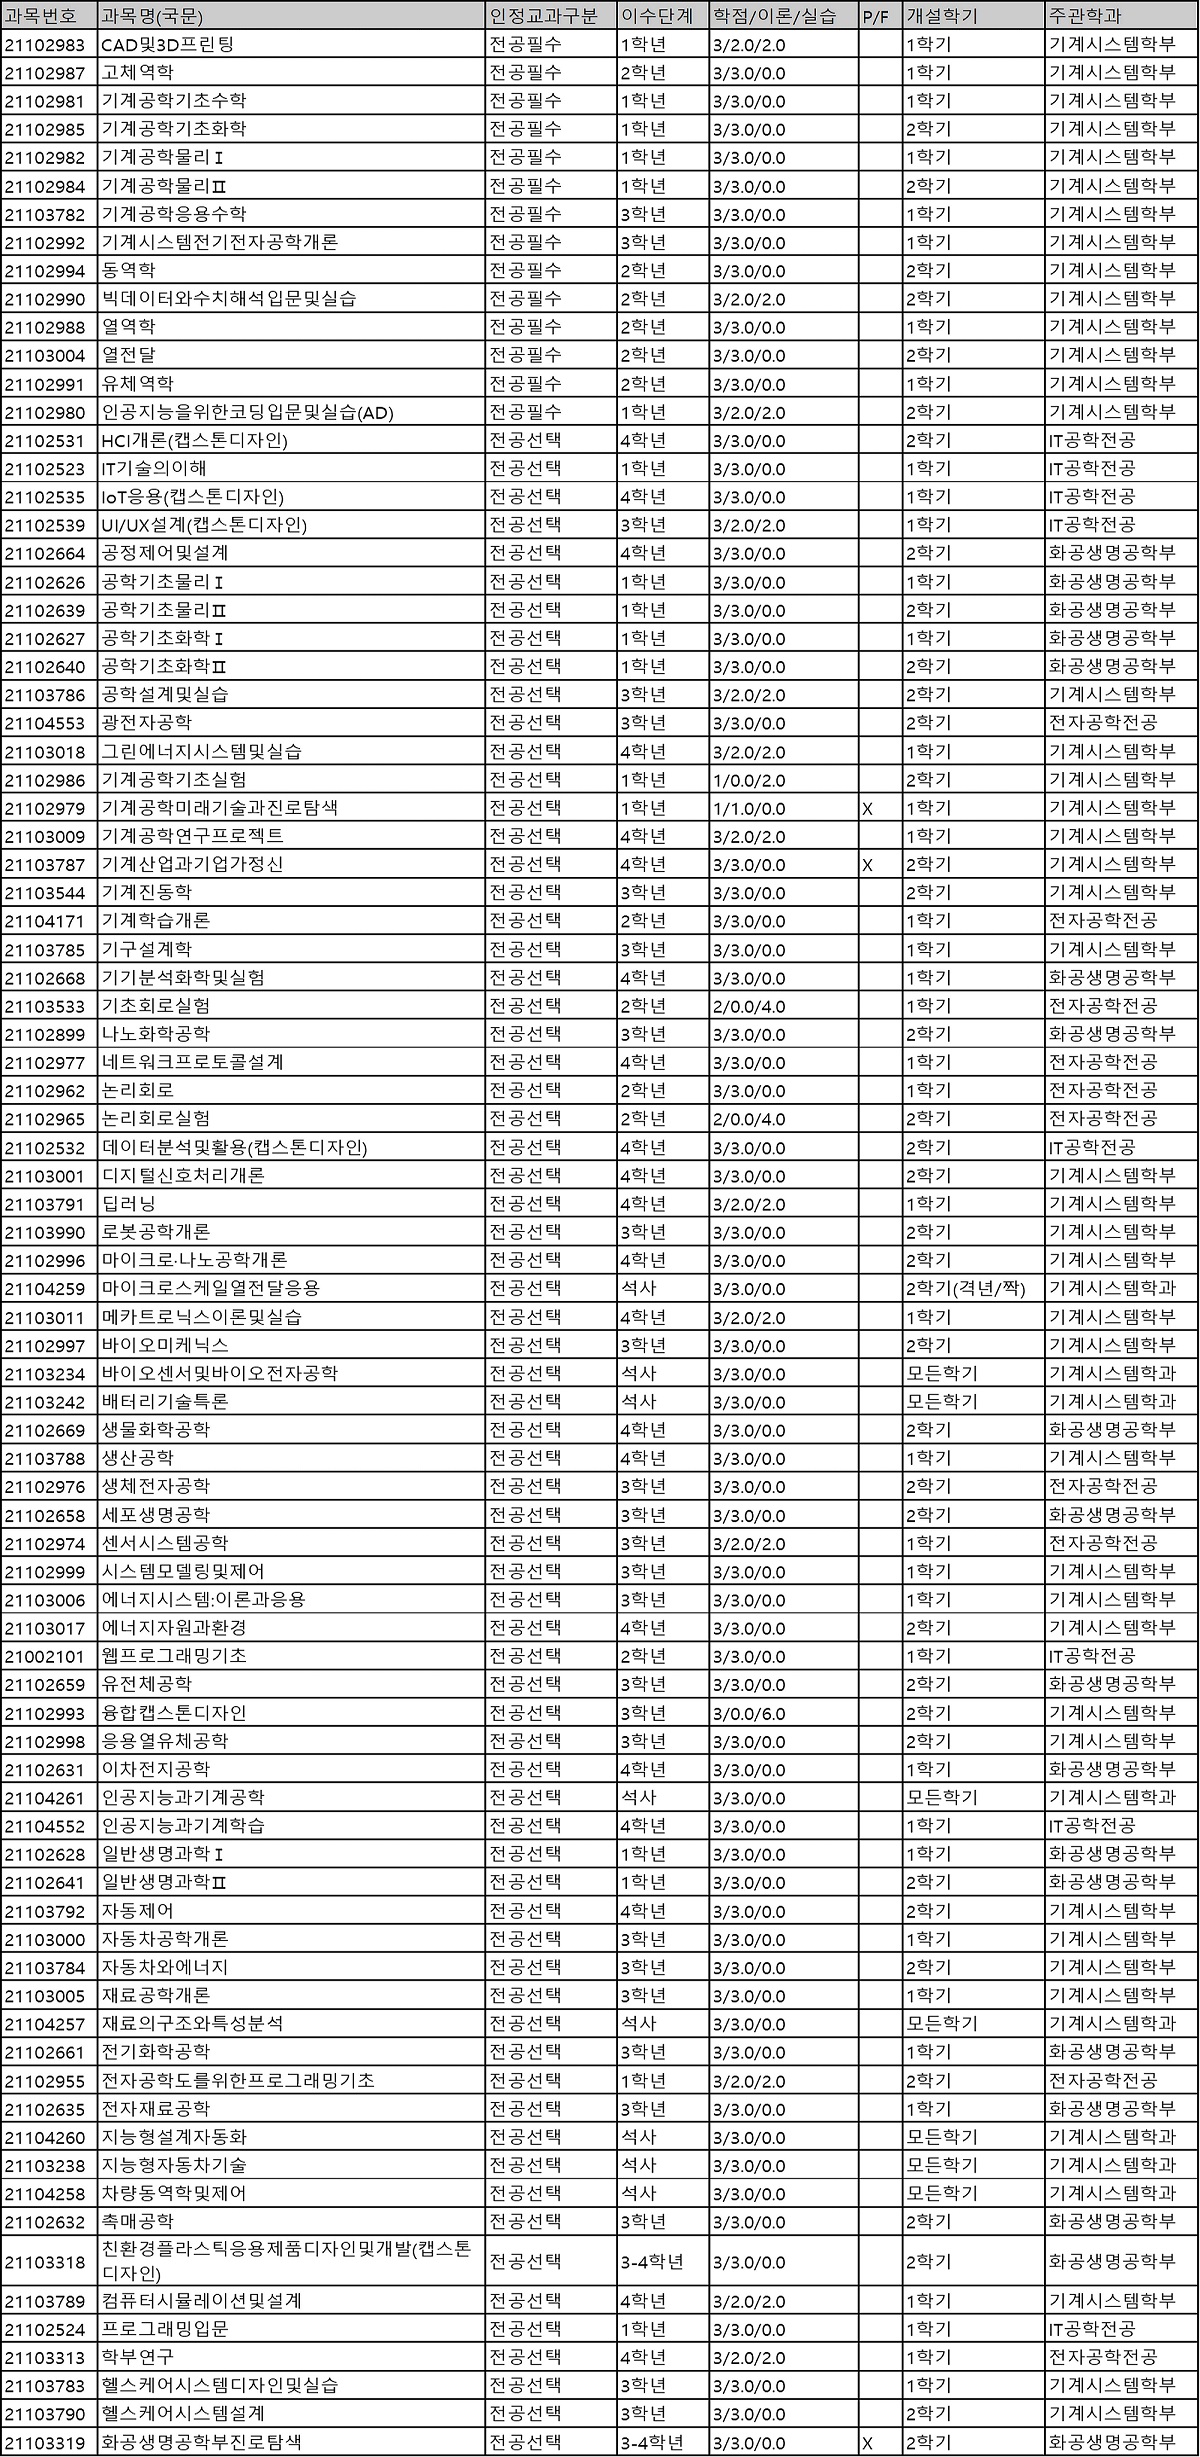 과목번호 과목명(국문) 인정교과구분 이수단계 학점/이론/실습 P/F 개설학기 주관학과
21102983 CAD및3D프린팅 전공필수 1학년 3/2.0/2.0 1학기 기계시스템학부
21102987 고체역학 전공필수 2학년 3/3.0/0.0 1학기 기계시스템학부
21102981 기계공학기초수학 전공필수 1학년 3/3.0/0.0 1학기 기계시스템학부
21102985 기계공학기초화학 전공필수 1학년 3/3.0/0.0 2학기 기계시스템학부
21102982 기계공학물리Ⅰ 전공필수 1학년 3/3.0/0.0 1학기 기계시스템학부
21102984 기계공학물리Ⅱ 전공필수 1학년 3/3.0/0.0 2학기 기계시스템학부
21103782 기계공학응용수학 전공필수 3학년 3/3.0/0.0 1학기 기계시스템학부
21102992 기계시스템전기전자공학개론 전공필수 3학년 3/3.0/0.0 1학기 기계시스템학부
21102994 동역학 전공필수 2학년 3/3.0/0.0 2학기 기계시스템학부
21102990 빅데이터와수치해석입문및실습 전공필수 2학년 3/2.0/2.0 2학기 기계시스템학부
21102988 열역학 전공필수 2학년 3/3.0/0.0 1학기 기계시스템학부
21103004 열전달 전공필수 2학년 3/3.0/0.0 2학기 기계시스템학부
21102991 유체역학 전공필수 2학년 3/3.0/0.0 1학기 기계시스템학부
21102980 인공지능을위한코딩입문및실습(AD) 전공필수 1학년 3/2.0/2.0 2학기 기계시스템학부
21102531 HCI개론(캡스톤디자인) 전공선택 4학년 3/3.0/0.0 2학기 IT공학전공
21102523 IT기술의이해 전공선택 1학년 3/3.0/0.0 1학기 IT공학전공
21102535 IoT응용(캡스톤디자인) 전공선택 4학년 3/3.0/0.0 1학기 IT공학전공
21102539 UI/UX설계(캡스톤디자인) 전공선택 3학년 3/2.0/2.0 1학기 IT공학전공
21102664 공정제어및설계 전공선택 4학년 3/3.0/0.0 2학기 화공생명공학부
21102626 공학기초물리Ⅰ 전공선택 1학년 3/3.0/0.0 1학기 화공생명공학부
21102639 공학기초물리Ⅱ 전공선택 1학년 3/3.0/0.0 2학기 화공생명공학부
21102627 공학기초화학Ⅰ 전공선택 1학년 3/3.0/0.0 1학기 화공생명공학부
21102640 공학기초화학Ⅱ 전공선택 1학년 3/3.0/0.0 2학기 화공생명공학부
21103786 공학설계및실습 전공선택 3학년 3/2.0/2.0 2학기 기계시스템학부
21104553 광전자공학 전공선택 3학년 3/3.0/0.0 2학기 전자공학전공
21103018 그린에너지시스템및실습 전공선택 4학년 3/2.0/2.0 1학기 기계시스템학부
21102986 기계공학기초실험 전공선택 1학년 1/0.0/2.0 2학기 기계시스템학부
21102979 기계공학미래기술과진로탐색 전공선택 1학년 1/1.0/0.0 X 1학기 기계시스템학부
21103009 기계공학연구프로젝트 전공선택 4학년 3/2.0/2.0 1학기 기계시스템학부
21103787 기계산업과기업가정신 전공선택 4학년 3/3.0/0.0 X 2학기 기계시스템학부
21103544 기계진동학 전공선택 3학년 3/3.0/0.0 2학기 기계시스템학부
21104171 기계학습개론 전공선택 2학년 3/3.0/0.0 1학기 전자공학전공
21103785 기구설계학 전공선택 3학년 3/3.0/0.0 1학기 기계시스템학부
21102668 기기분석화학및실험 전공선택 4학년 3/3.0/0.0 1학기 화공생명공학부
21103533 기초회로실험 전공선택 2학년 2/0.0/4.0 1학기 전자공학전공
21102899 나노화학공학 전공선택 3학년 3/3.0/0.0 2학기 화공생명공학부
21102977 네트워크프로토콜설계 전공선택 4학년 3/3.0/0.0 1학기 전자공학전공
21102962 논리회로 전공선택 2학년 3/3.0/0.0 1학기 전자공학전공
21102965 논리회로실험 전공선택 2학년 2/0.0/4.0 2학기 전자공학전공
21102532 데이터분석및활용(캡스톤디자인) 전공선택 4학년 3/3.0/0.0 2학기 IT공학전공
21103001 디지털신호처리개론 전공선택 4학년 3/3.0/0.0 2학기 기계시스템학부
21103791 딥러닝 전공선택 4학년 3/2.0/2.0 1학기 기계시스템학부
21103990 로봇공학개론 전공선택 3학년 3/3.0/0.0 2학기 기계시스템학부
21102996 마이크로·나노공학개론 전공선택 4학년 3/3.0/0.0 2학기 기계시스템학부
21104259 마이크로스케일열전달응용 전공선택 석사 3/3.0/0.0 2학기(격년/짝) 기계시스템학과
21103011 메카트로닉스이론및실습 전공선택 4학년 3/2.0/2.0 1학기 기계시스템학부
21102997 바이오미케닉스 전공선택 3학년 3/3.0/0.0 2학기 기계시스템학부
21103234 바이오센서및바이오전자공학 전공선택 석사 3/3.0/0.0 모든학기 기계시스템학과
21103242 배터리기술특론 전공선택 석사 3/3.0/0.0 모든학기 기계시스템학과
21102669 생물화학공학 전공선택 4학년 3/3.0/0.0 2학기 화공생명공학부
21103788 생산공학 전공선택 4학년 3/3.0/0.0 1학기 기계시스템학부
21102976 생체전자공학 전공선택 3학년 3/3.0/0.0 2학기 전자공학전공
21102658 세포생명공학 전공선택 3학년 3/3.0/0.0 2학기 화공생명공학부
21102974 센서시스템공학 전공선택 3학년 3/2.0/2.0 1학기 전자공학전공
21102999 시스템모델링및제어 전공선택 3학년 3/3.0/0.0 1학기 기계시스템학부
21103006 에너지시스템:이론과응용 전공선택 3학년 3/3.0/0.0 1학기 기계시스템학부
21103017 에너지자원과환경 전공선택 4학년 3/3.0/0.0 2학기 기계시스템학부
21002101 웹프로그래밍기초 전공선택 2학년 3/3.0/0.0 1학기 IT공학전공
21102659 유전체공학 전공선택 3학년 3/3.0/0.0 2학기 화공생명공학부
21102993 융합캡스톤디자인 전공선택 3학년 3/0.0/6.0 2학기 기계시스템학부
21102998 응용열유체공학 전공선택 3학년 3/3.0/0.0 2학기 기계시스템학부
21102631 이차전지공학 전공선택 4학년 3/3.0/0.0 1학기 화공생명공학부
21104261 인공지능과기계공학 전공선택 석사 3/3.0/0.0 모든학기 기계시스템학과
21104552 인공지능과기계학습 전공선택 4학년 3/3.0/0.0 1학기 IT공학전공
21102628 일반생명과학Ⅰ 전공선택 1학년 3/3.0/0.0 1학기 화공생명공학부
21102641 일반생명과학Ⅱ 전공선택 1학년 3/3.0/0.0 2학기 화공생명공학부
21103792 자동제어 전공선택 4학년 3/3.0/0.0 2학기 기계시스템학부
21103000 자동차공학개론 전공선택 3학년 3/3.0/0.0 1학기 기계시스템학부
21103784 자동차와에너지 전공선택 3학년 3/3.0/0.0 2학기 기계시스템학부
21103005 재료공학개론 전공선택 3학년 3/3.0/0.0 1학기 기계시스템학부
21104257 재료의구조와특성분석 전공선택 석사 3/3.0/0.0 모든학기 기계시스템학과
21102661 전기화학공학 전공선택 3학년 3/3.0/0.0 1학기 화공생명공학부
21102955 전자공학도를위한프로그래밍기초 전공선택 1학년 3/2.0/2.0 2학기 전자공학전공
21102635 전자재료공학 전공선택 3학년 3/3.0/0.0 1학기 화공생명공학부
21104260 지능형설계자동화 전공선택 석사 3/3.0/0.0 모든학기 기계시스템학과
21103238 지능형자동차기술 전공선택 석사 3/3.0/0.0 모든학기 기계시스템학과
21104258 차량동역학및제어 전공선택 석사 3/3.0/0.0 모든학기 기계시스템학과
21102632 촉매공학 전공선택 3학년 3/3.0/0.0 2학기 화공생명공학부
21103318 친환경플라스틱응용제품디자인및개발(캡스톤
디자인) 전공선택 3-4학년 3/3.0/0.0 2학기 화공생명공학부
21103789 컴퓨터시뮬레이션및설계 전공선택 4학년 3/2.0/2.0 1학기 기계시스템학부
21102524 프로그래밍입문 전공선택 1학년 3/3.0/0.0 1학기 IT공학전공
21103313 학부연구 전공선택 4학년 3/2.0/2.0 1학기 전자공학전공
21103783 헬스케어시스템디자인및실습 전공선택 3학년 3/3.0/0.0 1학기 기계시스템학부
21103790 헬스케어시스템설계 전공선택 3학년 3/3.0/0.0 2학기 기계시스템학부
21103319 화공생명공학부진로탐색 전공선택 3-4학년 3/3.0/0.0 X 2학기 화공생명공학부